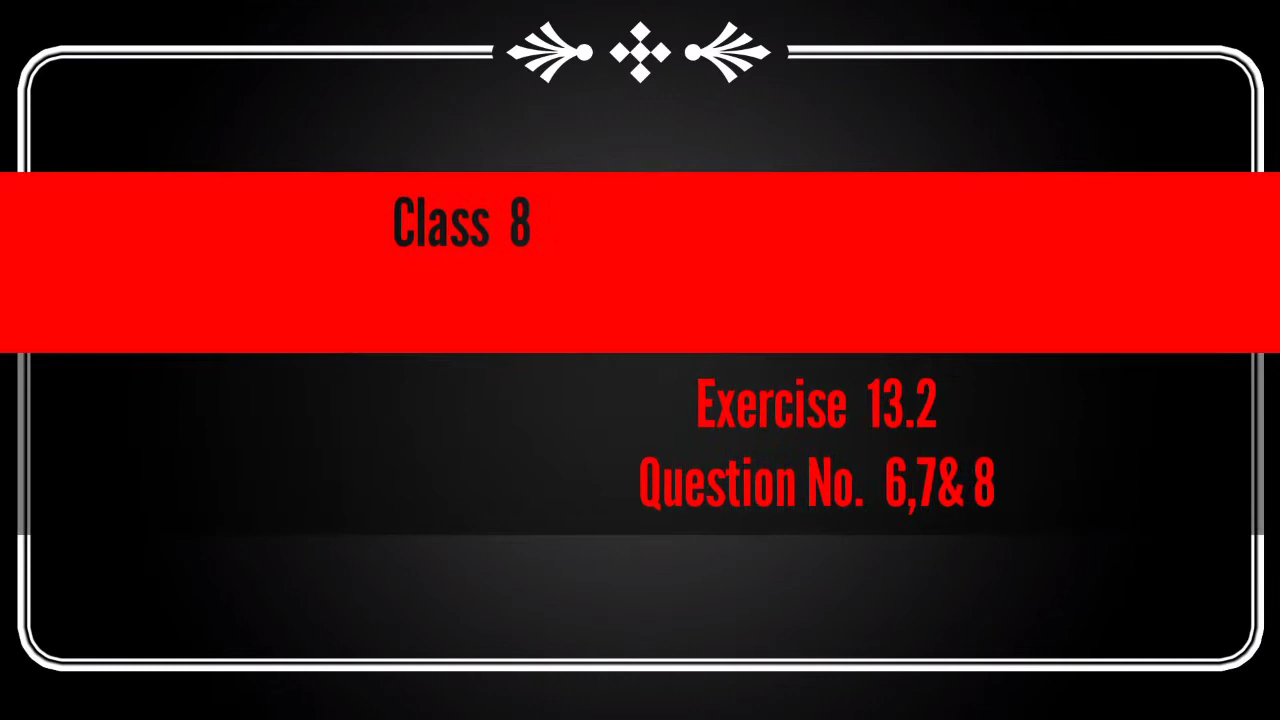 Class 8
Exercise 13.2
Question No. 6,7& 8